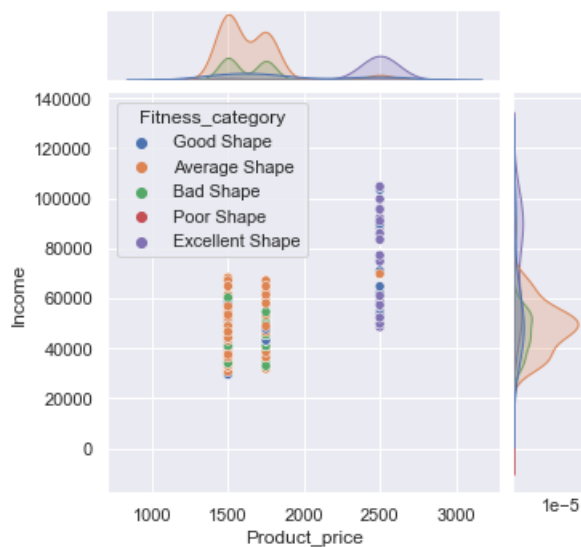 140000
120000
100000
80000
60000
40000
20000
0
Income
Fitness_category
Good Shape
Average Shape
Bad Shape
Poor Shape
Excellent Shape
1000 1500 2000 2500 3000
Product_price
1e-5